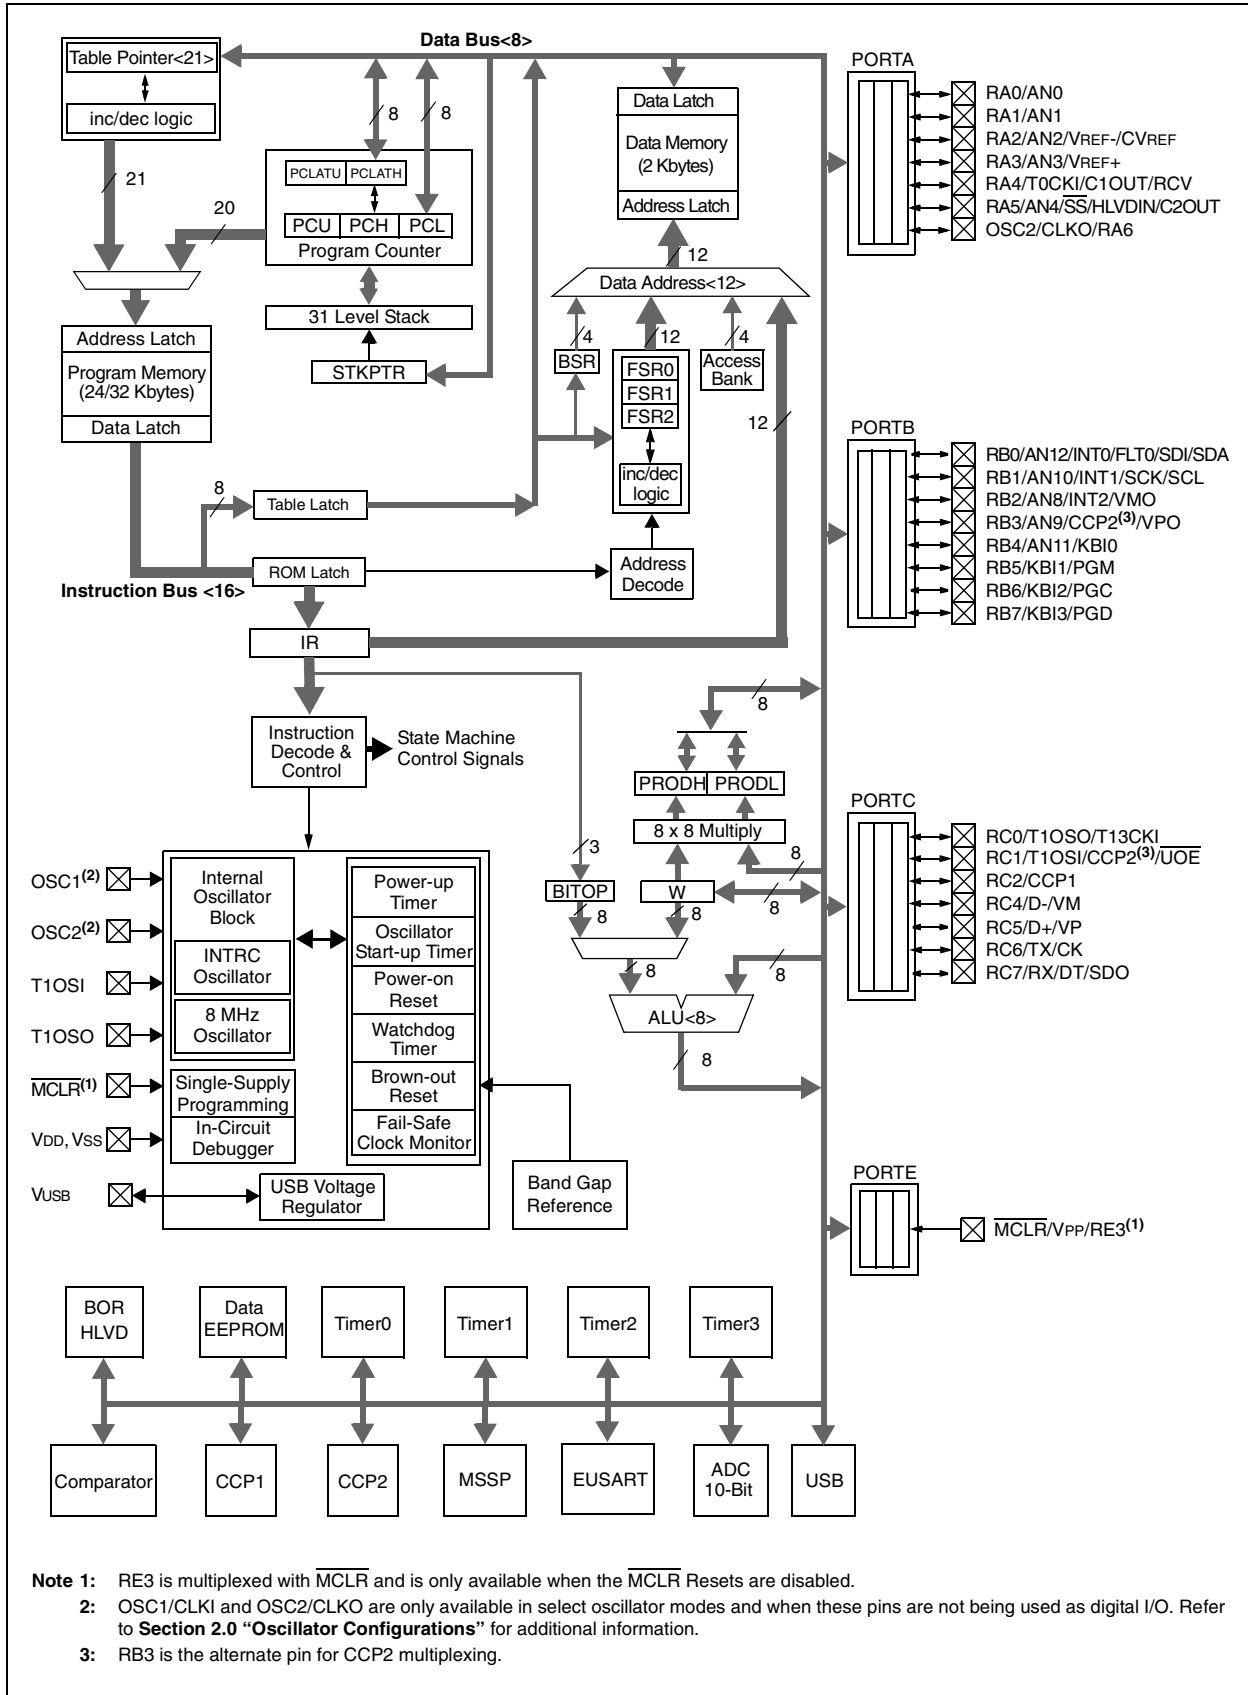 Data Bus<8>
Table Pointer<21>
inc/dec logic
21
20
8
8
PCLATU PCLATH
PCU PCH PCL
Program Counter
31 Level Stack
STKPTR
Address Latch
Program Memory
(24/32 Kbytes)
Data Latch
8
Table Latch
ROM Latch
Instruction Bus <16>
IR
Data Latch
Data Memory
(2 Kbytes)
Address Latch
12
Data Address<12>
4
12
4
BSR
FSR0
FSR1
FSR2
inc/dec
logic
Access
Bank
12
Address
Decode
Instruction
Decode &
Control
State Machine
Control Signals
8
PRODH PRODL
8 x 8 Multiply
3
8
BITOP
W
8
8
8
8
8
ALU<8>
8
OSC1(2)
OSC2(2)
T1OSI
T1OSO
MCLR(1)
VDD, VSS
VUSB
Internal
Oscillator
Block
INTRC
Oscillator
8 MHz
Oscillator
Single-Supply
Programming
In-Circuit
Debugger
USB Voltage
Regulator
Power-up
Timer
Oscillator
Start-up Timer
Power-on
Reset
Watchdog
Timer
Brown-out
Reset
Fail-Safe
Clock Monitor
Band Gap
Reference
PORTA
RA0/AN0
RA1/AN1
RA2/AN2/VREF-/CVREF
RA3/AN3/VREF+
RA4/T0CKI/C1OUT/RCV
RA5/AN4/SS/HLVDIN/C2OUT
OSC2/CLKO/RA6
PORTB
RB0/AN12/INT0/FLT0/SDI/SDA
RB1/AN10/INT1/SCK/SCL
RB2/AN8/INT2/VMO
RB3/AN9/CCP2(3)/VPO
RB4/AN11/KBI0
RB5/KBI1/PGM
RB6/KBI2/PGC
RB7/KBI3/PGD
PORTC
RC0/T1OSO/T13CKI
RC1/T1OSI/CCP2(3)/UOE
RC2/CCP1
RC4/D-/VM
RC5/D+/VP
RC6/TX/CK
RC7/RX/DT/SDO
PORTE
MCLR/VPP/RE3(1)
BOR
HLVD
Data
EEPROM
Timer0
Timer1
Timer2
Timer3
Comparator
CCP1
CCP2
MSSP
EUSART
ADC
10-Bit
USB
Note 1: RE3 is multiplexed with MCLR and is only available when the MCLR Resets are disabled.
2: OSC1/CLKI and OSC2/CLKO are only available in select oscillator modes and when these pins are not being used as digital I/O. Refer
to Section 2.0 “Oscillator Configurations” for additional information.
3: RB3 is the alternate pin for CCP2 multiplexing.